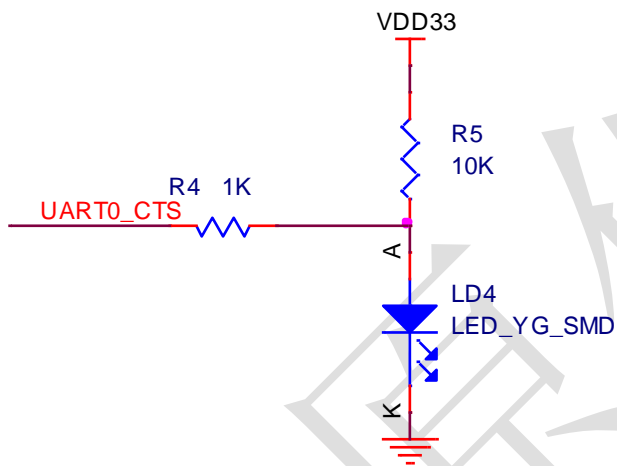 VDD33
R5
10K
R4 1K
UART0_CTS
A
LD4
LED_YG_SMD
K